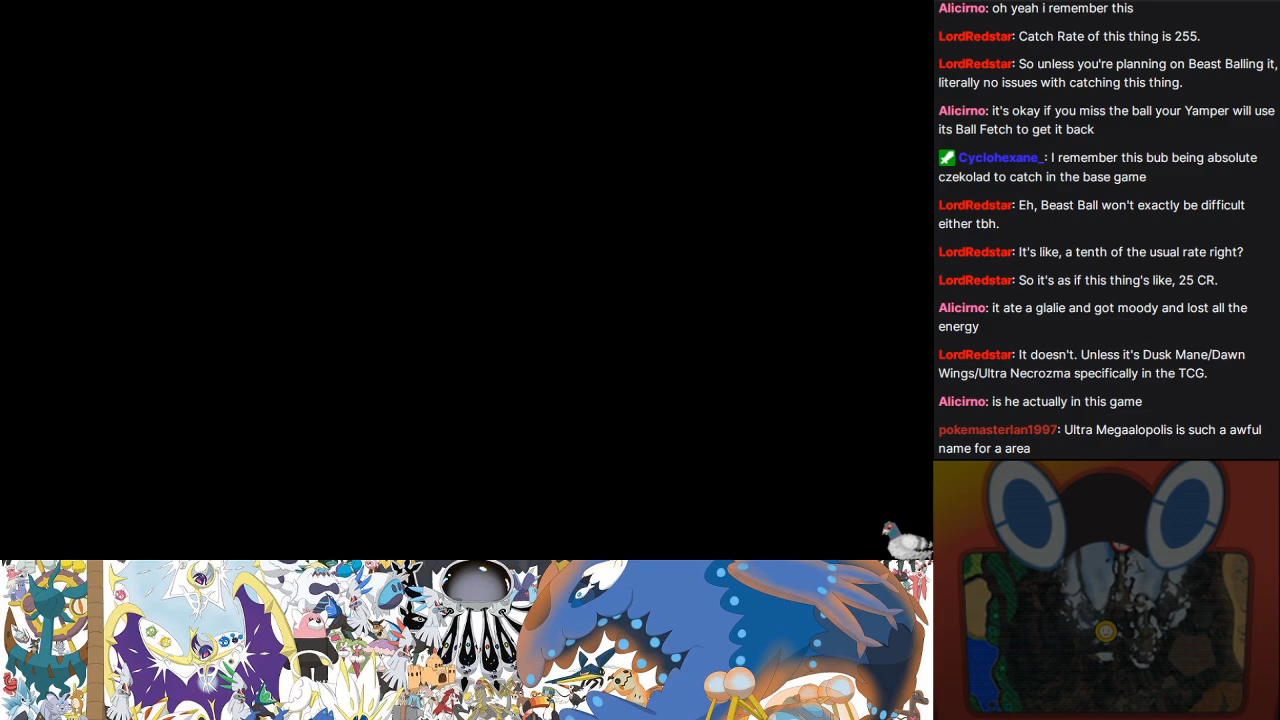 Alicirno: oh yeah i remember this
LordRedstar: Catch Rate of this thing is 255.
LordRedstar: So unless you're planning on Beast Balling it,
literally no issues with catching this thing.
Alicirno: it's okay if you miss the ball your Yamper will use
its Ball Fetch to get it back
Cyclohexane_: I remember this bub being absolute
czekolad to catch in the base game
LordRedstar: Eh, Beast Ball won't exactly be difficult
either tbh.
LordRedstar: It's like, a tenth of the usual rate right?
LordRedstar: So it's as if this thing's like, 25 CR.
Alicirno: it ate a glalie and got moody and lost all the
energy
LordRedstar: It doesn't. Unless it's Dusk Mane/Dawn
Wings/Ultra Necrozma specifically in the TCG.
Alicirno: is he actually in this game
pokemasterIan1997: Ultra Megaalopolis is such a awful
name for a area